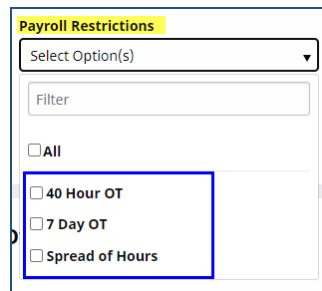 Payroll Restrictions
Select Option(s)
Filter
All
40 Hour OT
7 Day OT
Spread of Hours